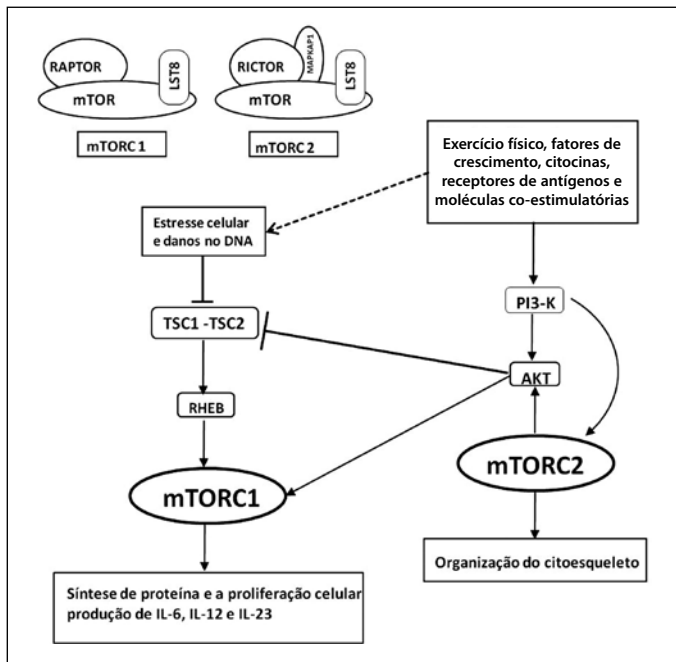 RAPTOR
LST8
mTOR
mTORC1
RICTOR
MAPKAP1
LST8
mTOR
mTORC2
Exercício físico, fatores de
crescimento, citocinas,
receptores de antígenos e
moléculas co-estimulatórias
Estresse celular
e danos no DNA
PI3-K
TSC1 -TSC2
AKT
RHEB
mTORC1
mTORC2
Organização do citoesqueleto
Síntese de proteína e a proliferação celular
produção de IL-6, IL-12 e IL-23